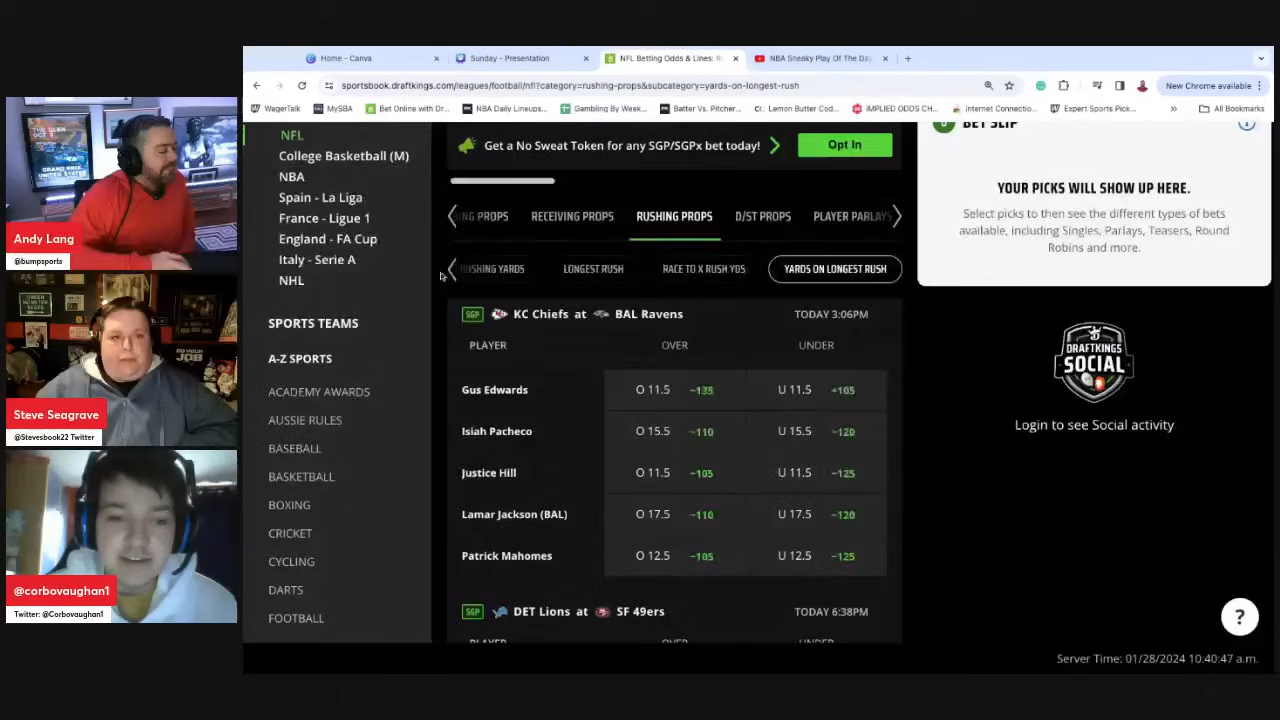 Andy Lang
@bumpsports
Steve Seagrave
@Stevesbook22 Twitter
@corbovaughan1
Twitter: @Corbovaughan1
Home - Canva
Sunday - Presentation
NFL Betting Odds & Lines: Ru
NBA Sneaky Play Of The Day
sportsbook.draftkings.com/leagues/football/nfl?category=rushing-props&subcategory=yards-on-longest-rush
New Chrome available
WagerTalk
MySBA
Bet Online with Dr...
NBA Daily Lineups...
Gambling By Week...
Batter Vs. Pitcher...
Lemon Butter Cod...
IMPLIED ODDS CH...
Internet Connectio...
Expert Sports Pick...
»
All Bookmarks
NFL
College Basketball (M)
NBA
Spain - La Liga
France - Ligue 1
England - FA Cup
Italy - Serie A
NHL
SPORTS TEAMS
A-Z SPORTS
ACADEMY AWARDS
AUSSIE RULES
BASEBALL
BASKETBALL
BOXING
CRICKET
CYCLING
DARTS
FOOTBALL
Get a No Sweat Token for any SGP/SGPx bet today! Opt In
ING PROPS RECEIVING PROPS RUSHING PROPS D/ST PROPS PLAYER PARLAYS
RUSHING YARDS LONGEST RUSH RACE TO X RUSH YDS YARDS ON LONGEST RUSH
SGP KC Chiefs at BAL Ravens TODAY 3:06PM
PLAYER OVER UNDER
Gus Edwards O 11.5 −135 U 11.5 +105
Isiah Pacheco O 15.5 −110 U 15.5 −120
Justice Hill O 11.5 −105 U 11.5 −125
Lamar Jackson (BAL) O 17.5 −110 U 17.5 −120
Patrick Mahomes O 12.5 −105 U 12.5 −125
SGP DET Lions at SF 49ers TODAY 6:38PM
PLAYER OVER UNDER
BET SLIP
YOUR PICKS WILL SHOW UP HERE.
Select picks to then see the different types of bets
available, including Singles, Parlays, Teasers, Round
Robins and more.
DRAFTKINGS
SOCIAL
Login to see Social activity
?
Server Time: 01/28/2024 10:40:47 a.m.